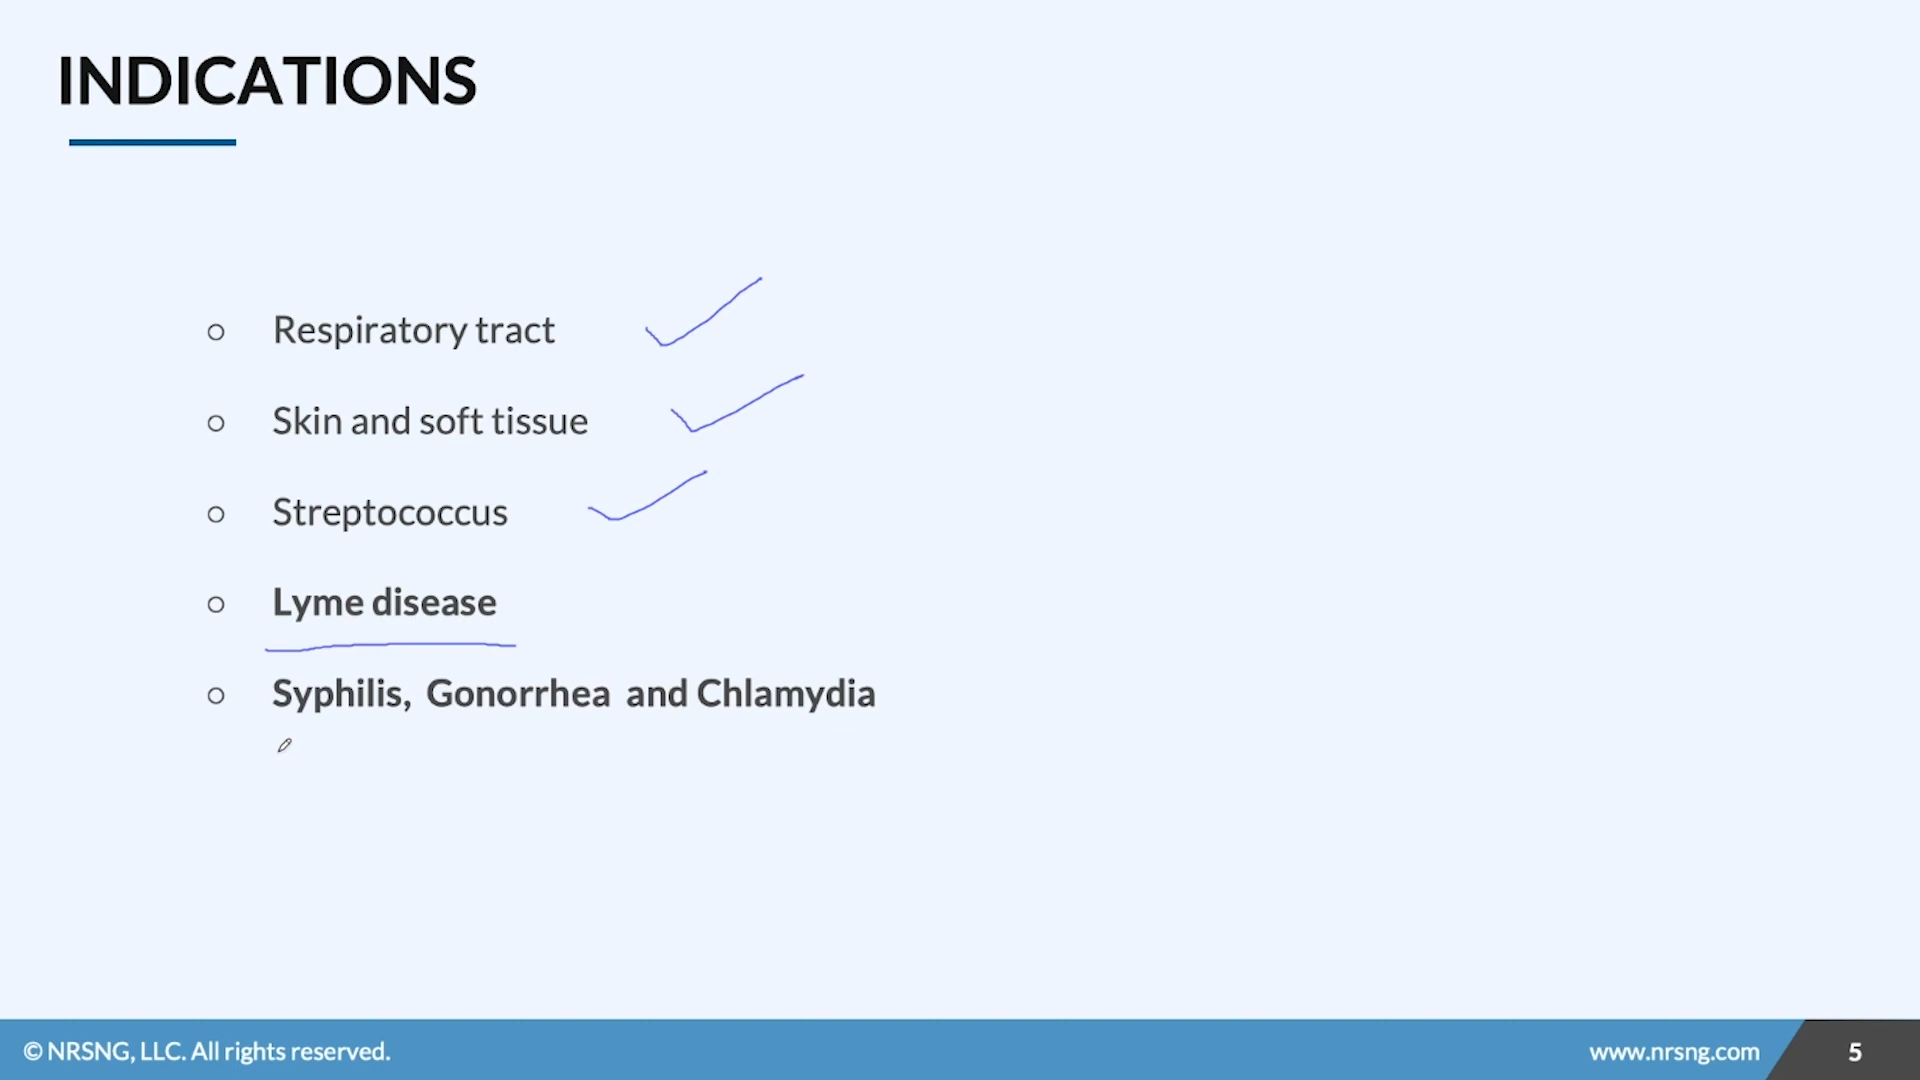 INDICATIONS
○ Respiratory tract
○ Skin and soft tissue
○ Streptococcus
○ Lyme disease
○ Syphilis, Gonorrhea and Chlamydia
© NRSNG, LLC. All rights reserved.
www.nrsng.com
5